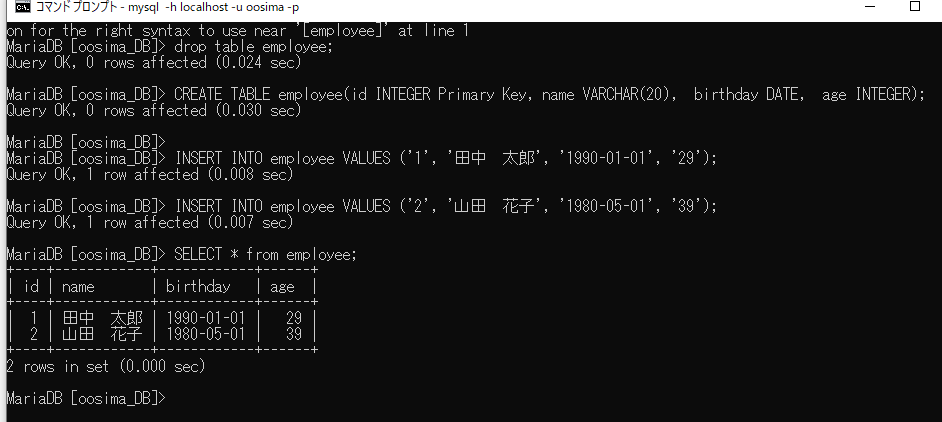 コマンド プロンプト - mysql -h localhost -u oosima -p
on for the right syntax to use near '[employee]' at line 1
MariaDB [oosima_DB]> drop table employee;
Query OK, 0 rows affected (0.024 sec)
MariaDB [oosima_DB]> CREATE TABLE employee(id INTEGER Primary Key, name VARCHAR(20),  birthday DATE,  age INTEGER);
Query OK, 0 rows affected (0.030 sec)
MariaDB [oosima_DB]>
MariaDB [oosima_DB]> INSERT INTO employee VALUES ('1', '田中　太郎', '1990-01-01', '29');
Query OK, 1 row affected (0.008 sec)
MariaDB [oosima_DB]> INSERT INTO employee VALUES ('2', '山田　花子', '1980-05-01', '39');
Query OK, 1 row affected (0.007 sec)
MariaDB [oosima_DB]> SELECT * from employee;
+----+------------+------------+------+
| id | name       | birthday   | age  |
+----+------------+------------+------+
|  1 | 田中　太郎 | 1990-01-01 |   29 |
|  2 | 山田　花子 | 1980-05-01 |   39 |
+----+------------+------------+------+
2 rows in set (0.000 sec)
MariaDB [oosima_DB]>